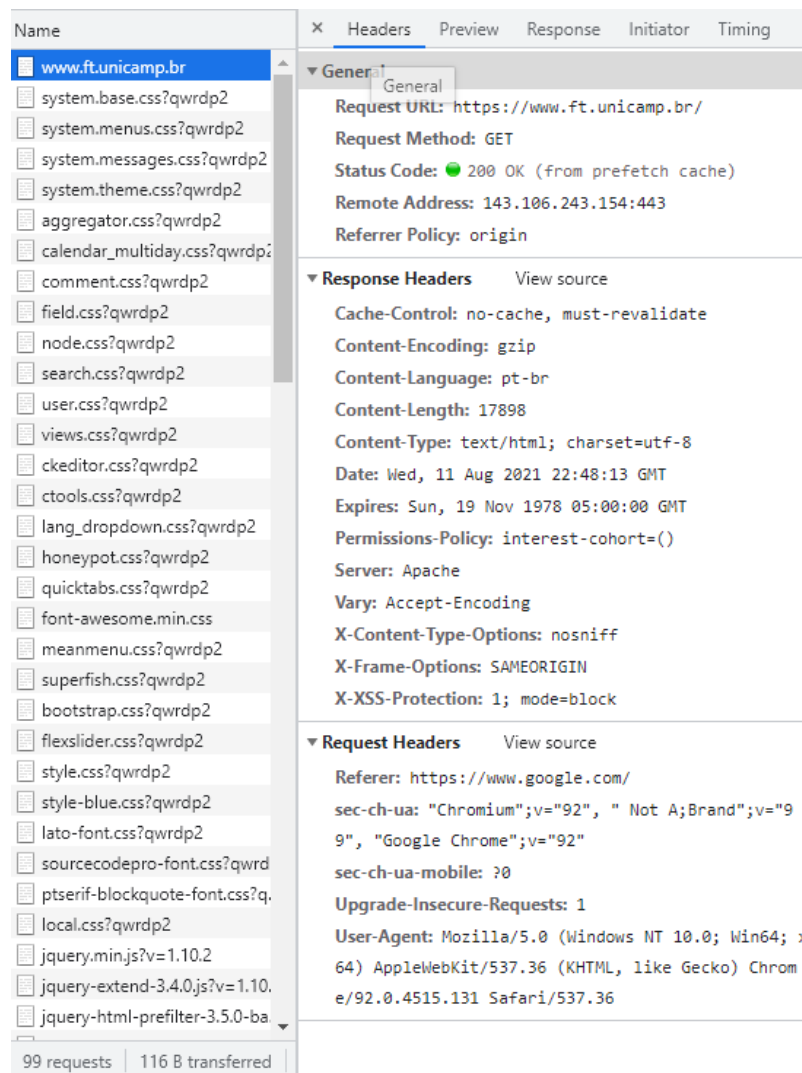 Name
www.ft.unicamp.br
system.base.css?qwrdp2
system.menus.css?qwrdp2
system.messages.css?qwrdp2
system.theme.css?qwrdp2
aggregator.css?qwrdp2
calendar_multiday.css?qwrdp2
comment.css?qwrdp2
field.css?qwrdp2
node.css?qwrdp2
search.css?qwrdp2
user.css?qwrdp2
views.css?qwrdp2
ckeditor.css?qwrdp2
ctools.css?qwrdp2
lang_dropdown.css?qwrdp2
honeypot.css?qwrdp2
quicktabs.css?qwrdp2
font-awesome.min.css
meanmenu.css?qwrdp2
superfish.css?qwrdp2
bootstrap.css?qwrdp2
flexslider.css?qwrdp2
style.css?qwrdp2
style-blue.css?qwrdp2
lato-font.css?qwrdp2
sourcecodepro-font.css?qwrd
ptserif-blockquote-font.css?q.
local.css?qwrdp2
jquery.min.js?v=1.10.2
jquery-extend-3.4.0.js?v=1.10.
jquery-html-prefilter-3.5.0-ba.
99 requests 116 B transferred
× Headers Preview Response Initiator Timing
General
General
Request URL: https://www.ft.unicamp.br/
Request Method: GET
Status Code: 200 OK (from prefetch cache)
Remote Address: 143.106.243.154:443
Referrer Policy: origin
Response Headers View source
Cache-Control: no-cache, must-revalidate
Content-Encoding: gzip
Content-Language: pt-br
Content-Length: 17898
Content-Type: text/html; charset=utf-8
Date: Wed, 11 Aug 2021 22:48:13 GMT
Expires: Sun, 19 Nov 1978 05:00:00 GMT
Permissions-Policy: interest-cohort=()
Server: Apache
Vary: Accept-Encoding
X-Content-Type-Options: nosniff
X-Frame-Options: SAMEORIGIN
X-XSS-Protection: 1; mode=block
Request Headers View source
Referer: https://www.google.com/
sec-ch-ua: "Chromium";v="92", " Not A;Brand";v="9
9", "Google Chrome";v="92"
sec-ch-ua-mobile: ?0
Upgrade-Insecure-Requests: 1
User-Agent: Mozilla/5.0 (Windows NT 10.0; Win64; x
64) AppleWebKit/537.36 (KHTML, like Gecko) Chrom
e/92.0.4515.131 Safari/537.36